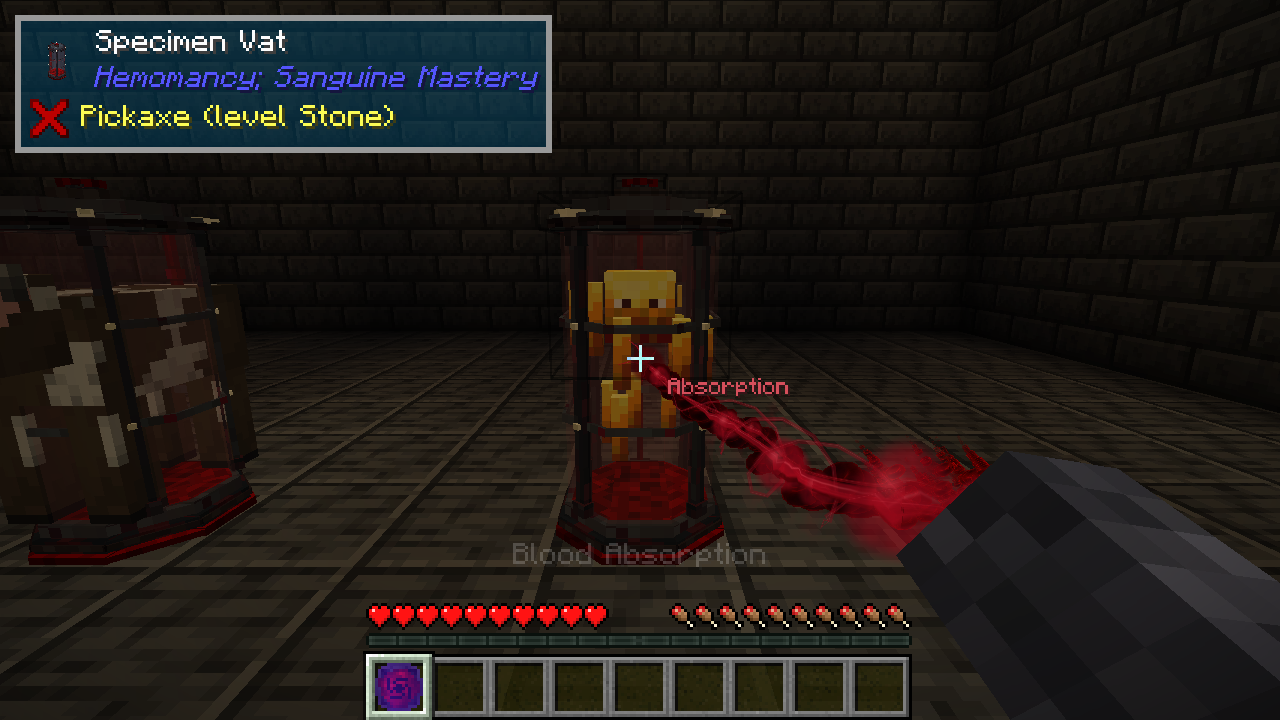 Specimen Vat
Hemomancy; Sanguine Mastery
Pickaxe (level Stone)
Absorption
Blood Absorption